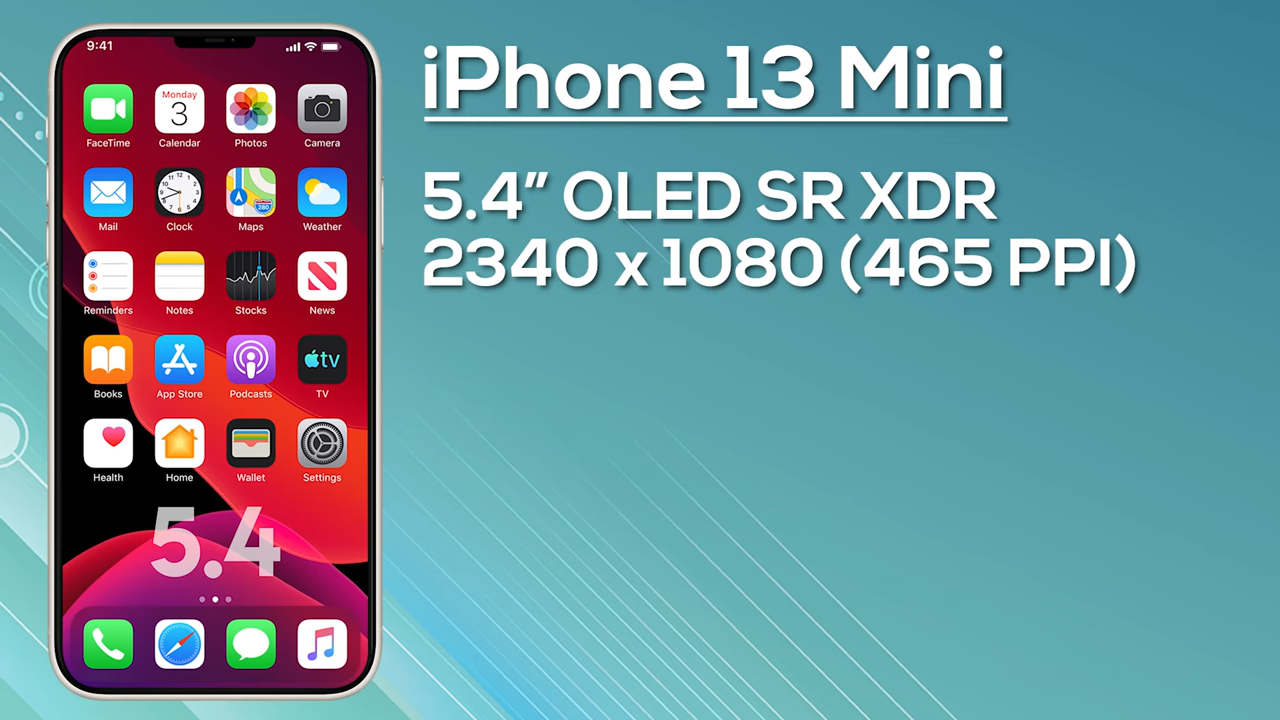 iPhone 13 Mini
5.4” OLED SR XDR
2340 x 1080 (465 PPI)
9:41
Monday
3
FaceTime Calendar Photos Camera
12
280
Mail Clock Maps Weather
Reminders Notes Stocks News
tv
Books App Store Podcasts TV
Health Home Wallet Settings
5.4